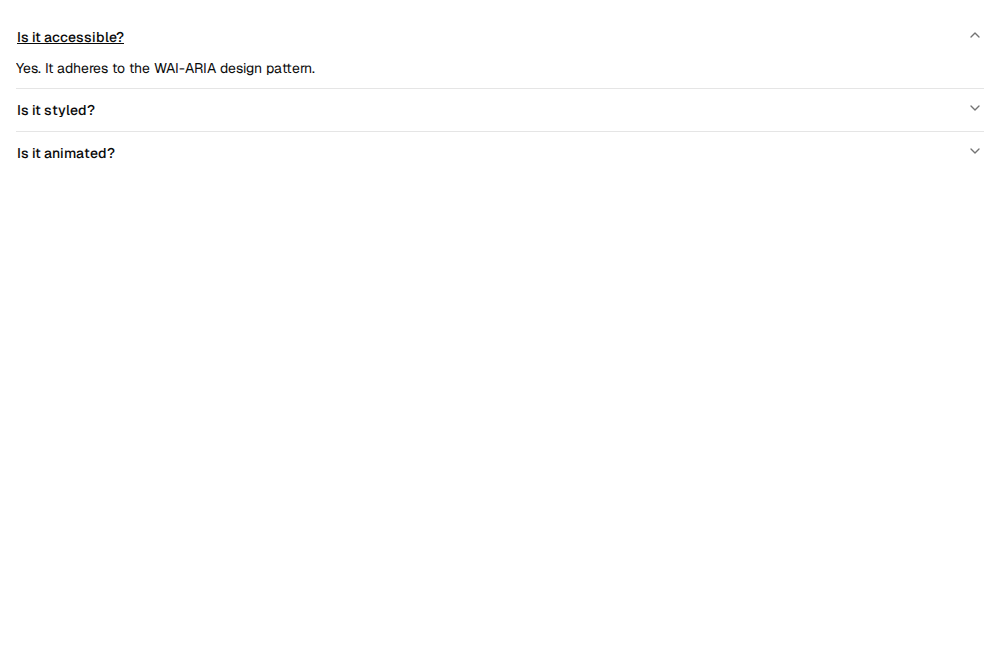 Is it accessible?
Yes. It adheres to the WAI-ARIA design pattern.
Is it styled?
Is it animated?